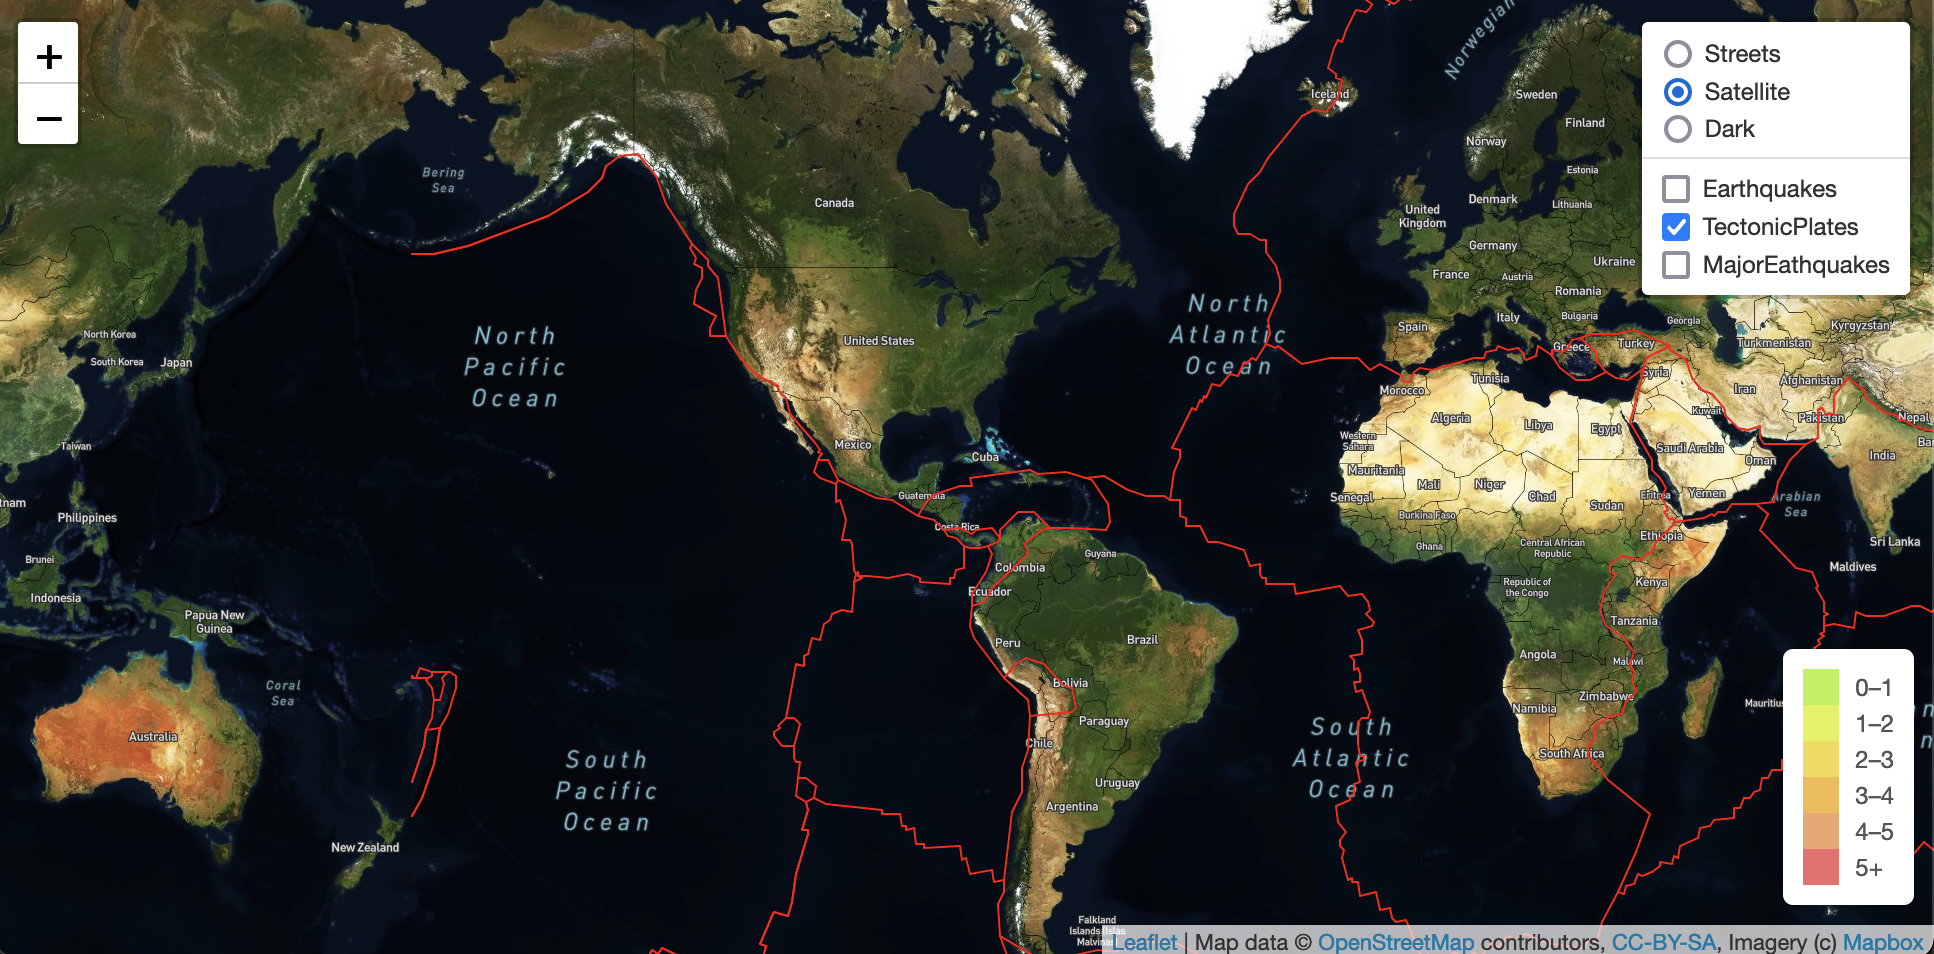 +
−
Streets
Satellite
Dark
Earthquakes
TectonicPlates
MajorEathquakes
Norwegian
Iceland
Sweden
Finland
Norway
Estonia
Denmark
Lithuania
United
Kingdom
Germany
Ukraine
France
Austria
Romania
Bulgaria
Georgia
Spain
Italy
Greece
Turkey
Turkmenistan
Kyrgyzstan
Syria
Iran
Afghanistan
Morocco
Tunisia
Algeria
Libya
Egypt
Kuwait
Pakistan
Nepal
Western
Sahara
Saudi Arabia
Oman
India
Ba
Mauritania
Mali
Niger
Chad
Sudan
Eritrea
Yemen
Arabian
Sea
Senegal
Burkina Faso
Ghana
Central African
Republic
Ethiopia
Sri Lanka
Maldives
Republic of
the Congo
Kenya
Tanzania
Angola
Malawi
Zimbabwe
Namibia
Mauritius
South Africa
Bering
Sea
Canada
North
Pacific
Ocean
United States
North
Atlantic
Ocean
North Korea
South Korea
Japan
Taiwan
Mexico
Cuba
Guatemala
Costa Rica
tnam
Philippines
Brunei
Indonesia
Papua New
Guinea
Guyana
Colombia
Ecuador
Peru
Brazil
Bolivia
Paraguay
Chile
Uruguay
Argentina
Coral
Sea
Australia
New Zealand
South
Pacific
Ocean
South
Atlantic
Ocean
Falkland
Islands (Islas
Malvinas
n
n
0–1
1–2
2–3
3–4
4–5
5+
Leaflet | Map data © OpenStreetMap contributors, CC-BY-SA, Imagery (c) Mapbox